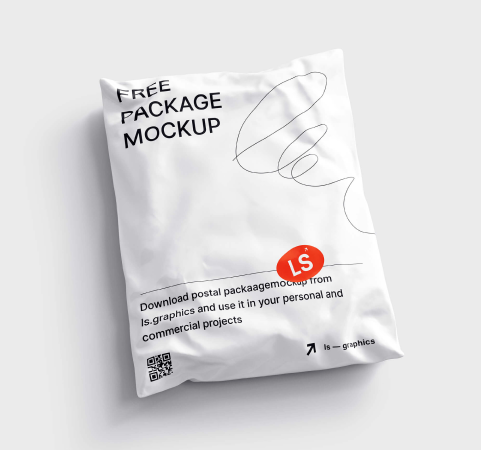 FREE
PACKAGE
MOCKUP
LS
Download postal packaagemockup from
ls.graphics and use it in your personal and
commercial projects
ls — graphics